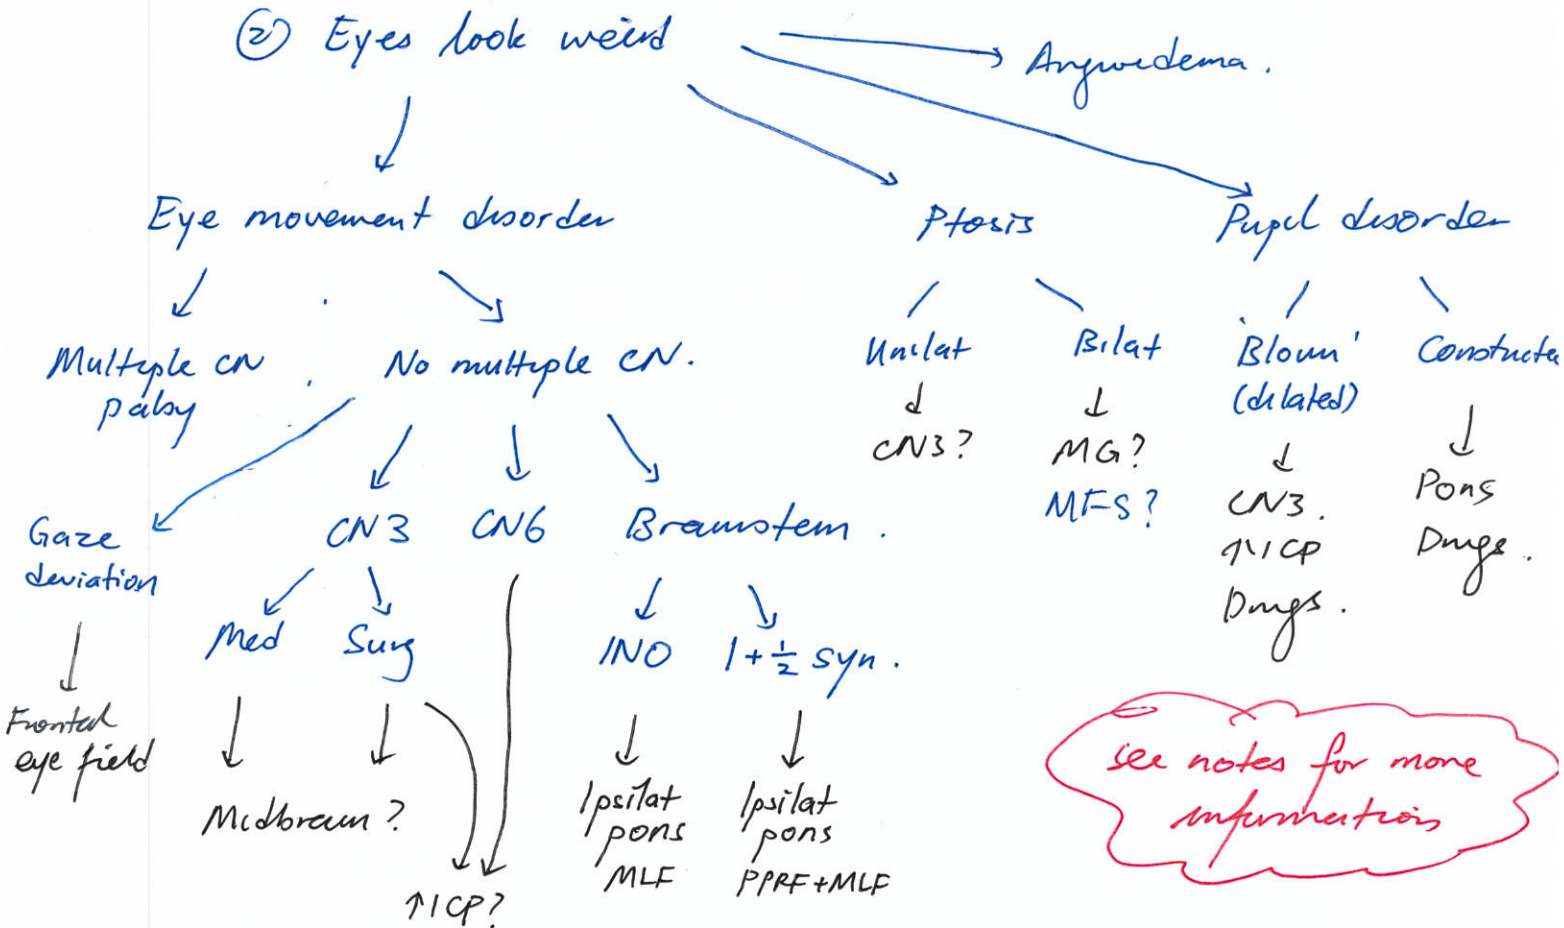 ② Eyes look weird
Angioedema.
Eye movement disorder
Ptosis
Pupil disorder
Multiple CN
palsy
No multiple CN.
Unilat
Bilat
'Blown'
(dilated)
Constricte
CN3?
MG?
MFS?
CN3.
↑ICP
Drugs.
Pons
Drugs.
Gaze
deviation
CN3
CN6
Brainstem.
Med
Surg
INO
1+½ syn.
Frontal
eye field
Midbrain?
↑ICP?
Ipsilat
pons
MLF
Ipsilat
pons
PPRF+MLF
see notes for more
information